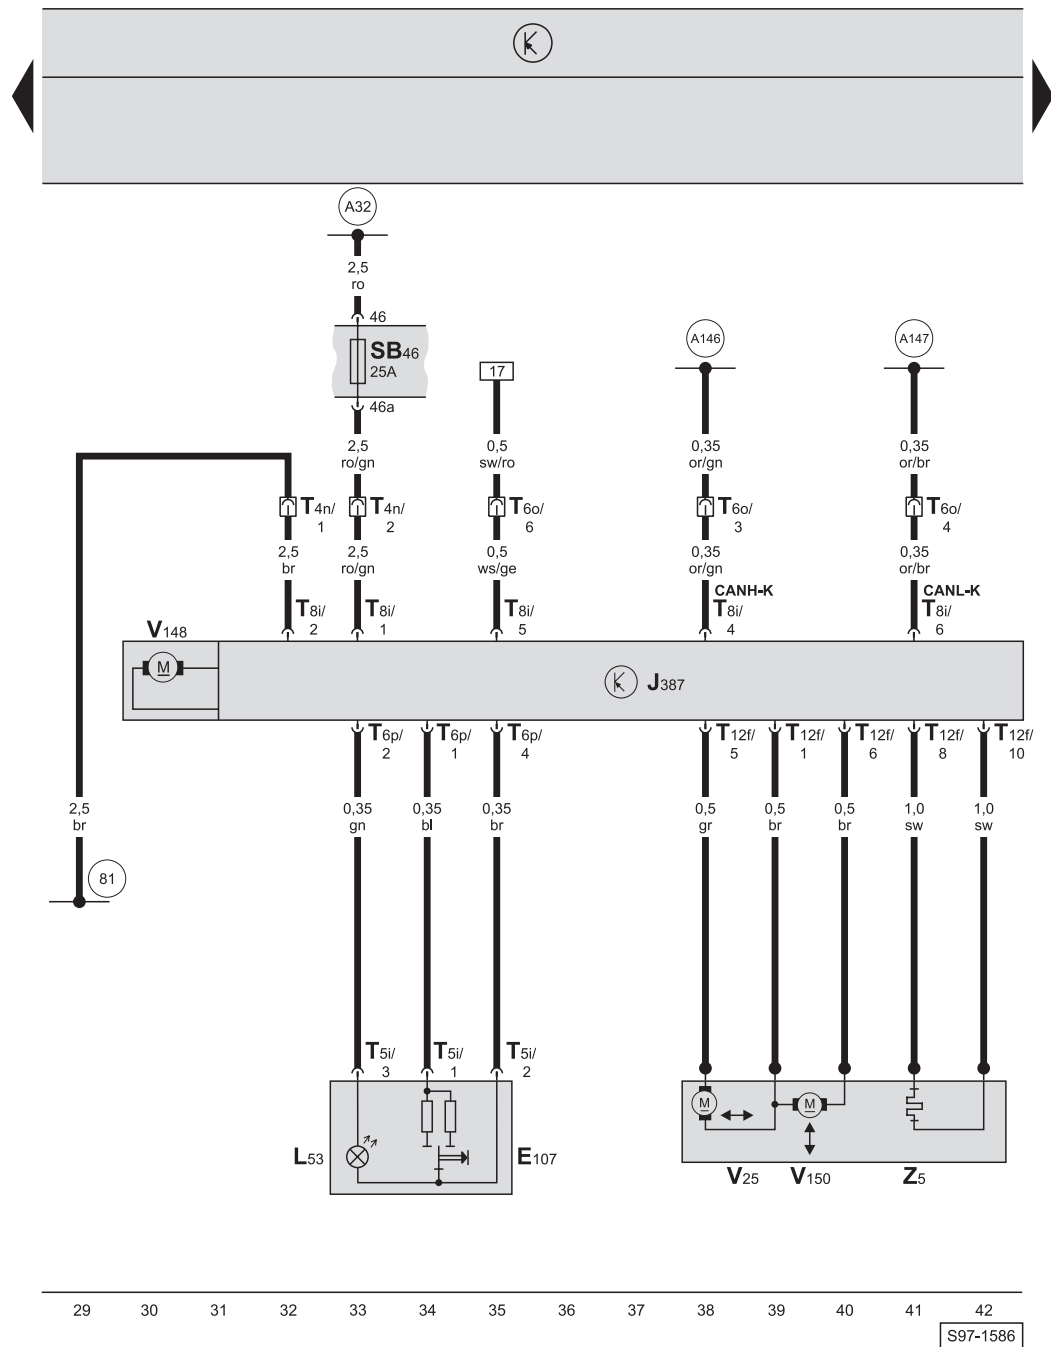 A32
2,5
ro
46
SB46
25A
46a
17
A146
A147
2,5
ro/gn
0,5
sw/ro
0,35
or/gn
0,35
or/br
T4n/
1
T4n/
2
T6o/
6
T6o/
3
T6o/
4
2,5
br
2,5
ro/gn
0,5
ws/ge
0,35
or/gn
0,35
or/br
CANH-K
CANL-K
T8i/
2
T8i/
1
T8i/
5
T8i/
4
T8i/
6
V148
M
J387
T6p/
2
T6p/
1
T6p/
4
T12f/
5
T12f/
1
T12f/
6
T12f/
8
T12f/
10
2,5
br
0,35
gn
0,35
bl
0,35
br
0,5
gr
0,5
br
0,5
br
1,0
sw
1,0
sw
81
T5i/
3
T5i/
1
T5i/
2
M
M
L53
E107
V25
V150
Z5
29 30 31 32 33 34 35 36 37 38 39 40 41 42
S97-1586